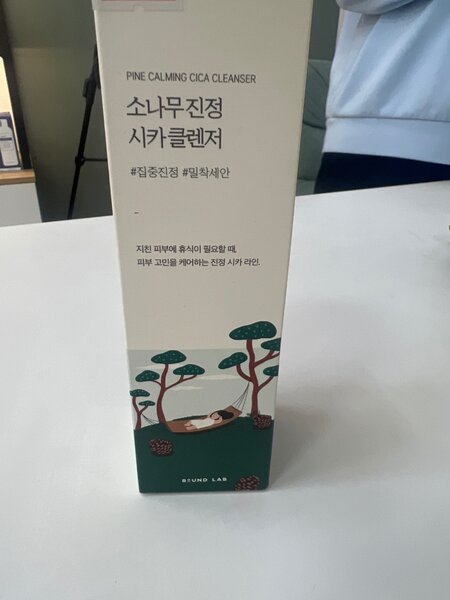 PINE CALMING CICA CLEANSER
소나무진정
시카클렌저
#집중진정 #밀착세안
지친 피부에 휴식이 필요할 때,
피부 고민을 케어하는 진정 시카 라인.
ROUND LAB